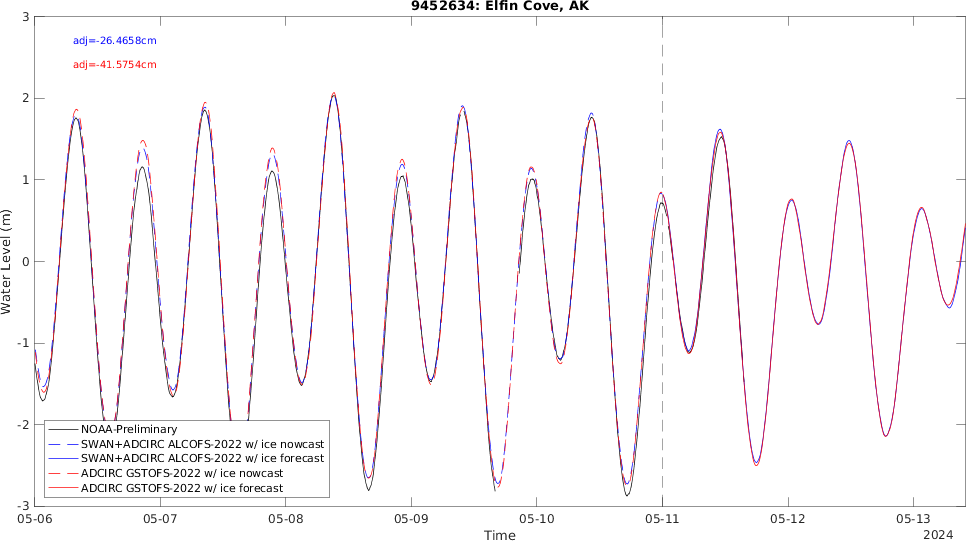 9452634: Elfin Cove, AK
adj=-26.4658cm
adj=-41.5754cm
3
2
1
0
-1
-2
-3
Water Level (m)
NOAA-Preliminary
SWAN+ADCIRC ALCOFS-2022 w/ ice nowcast
SWAN+ADCIRC ALCOFS-2022 w/ ice forecast
ADCIRC GSTOFS-2022 w/ ice nowcast
ADCIRC GSTOFS-2022 w/ ice forecast
05-06 05-07 05-08 05-09 05-10 05-11 05-12 05-13
Time
2024